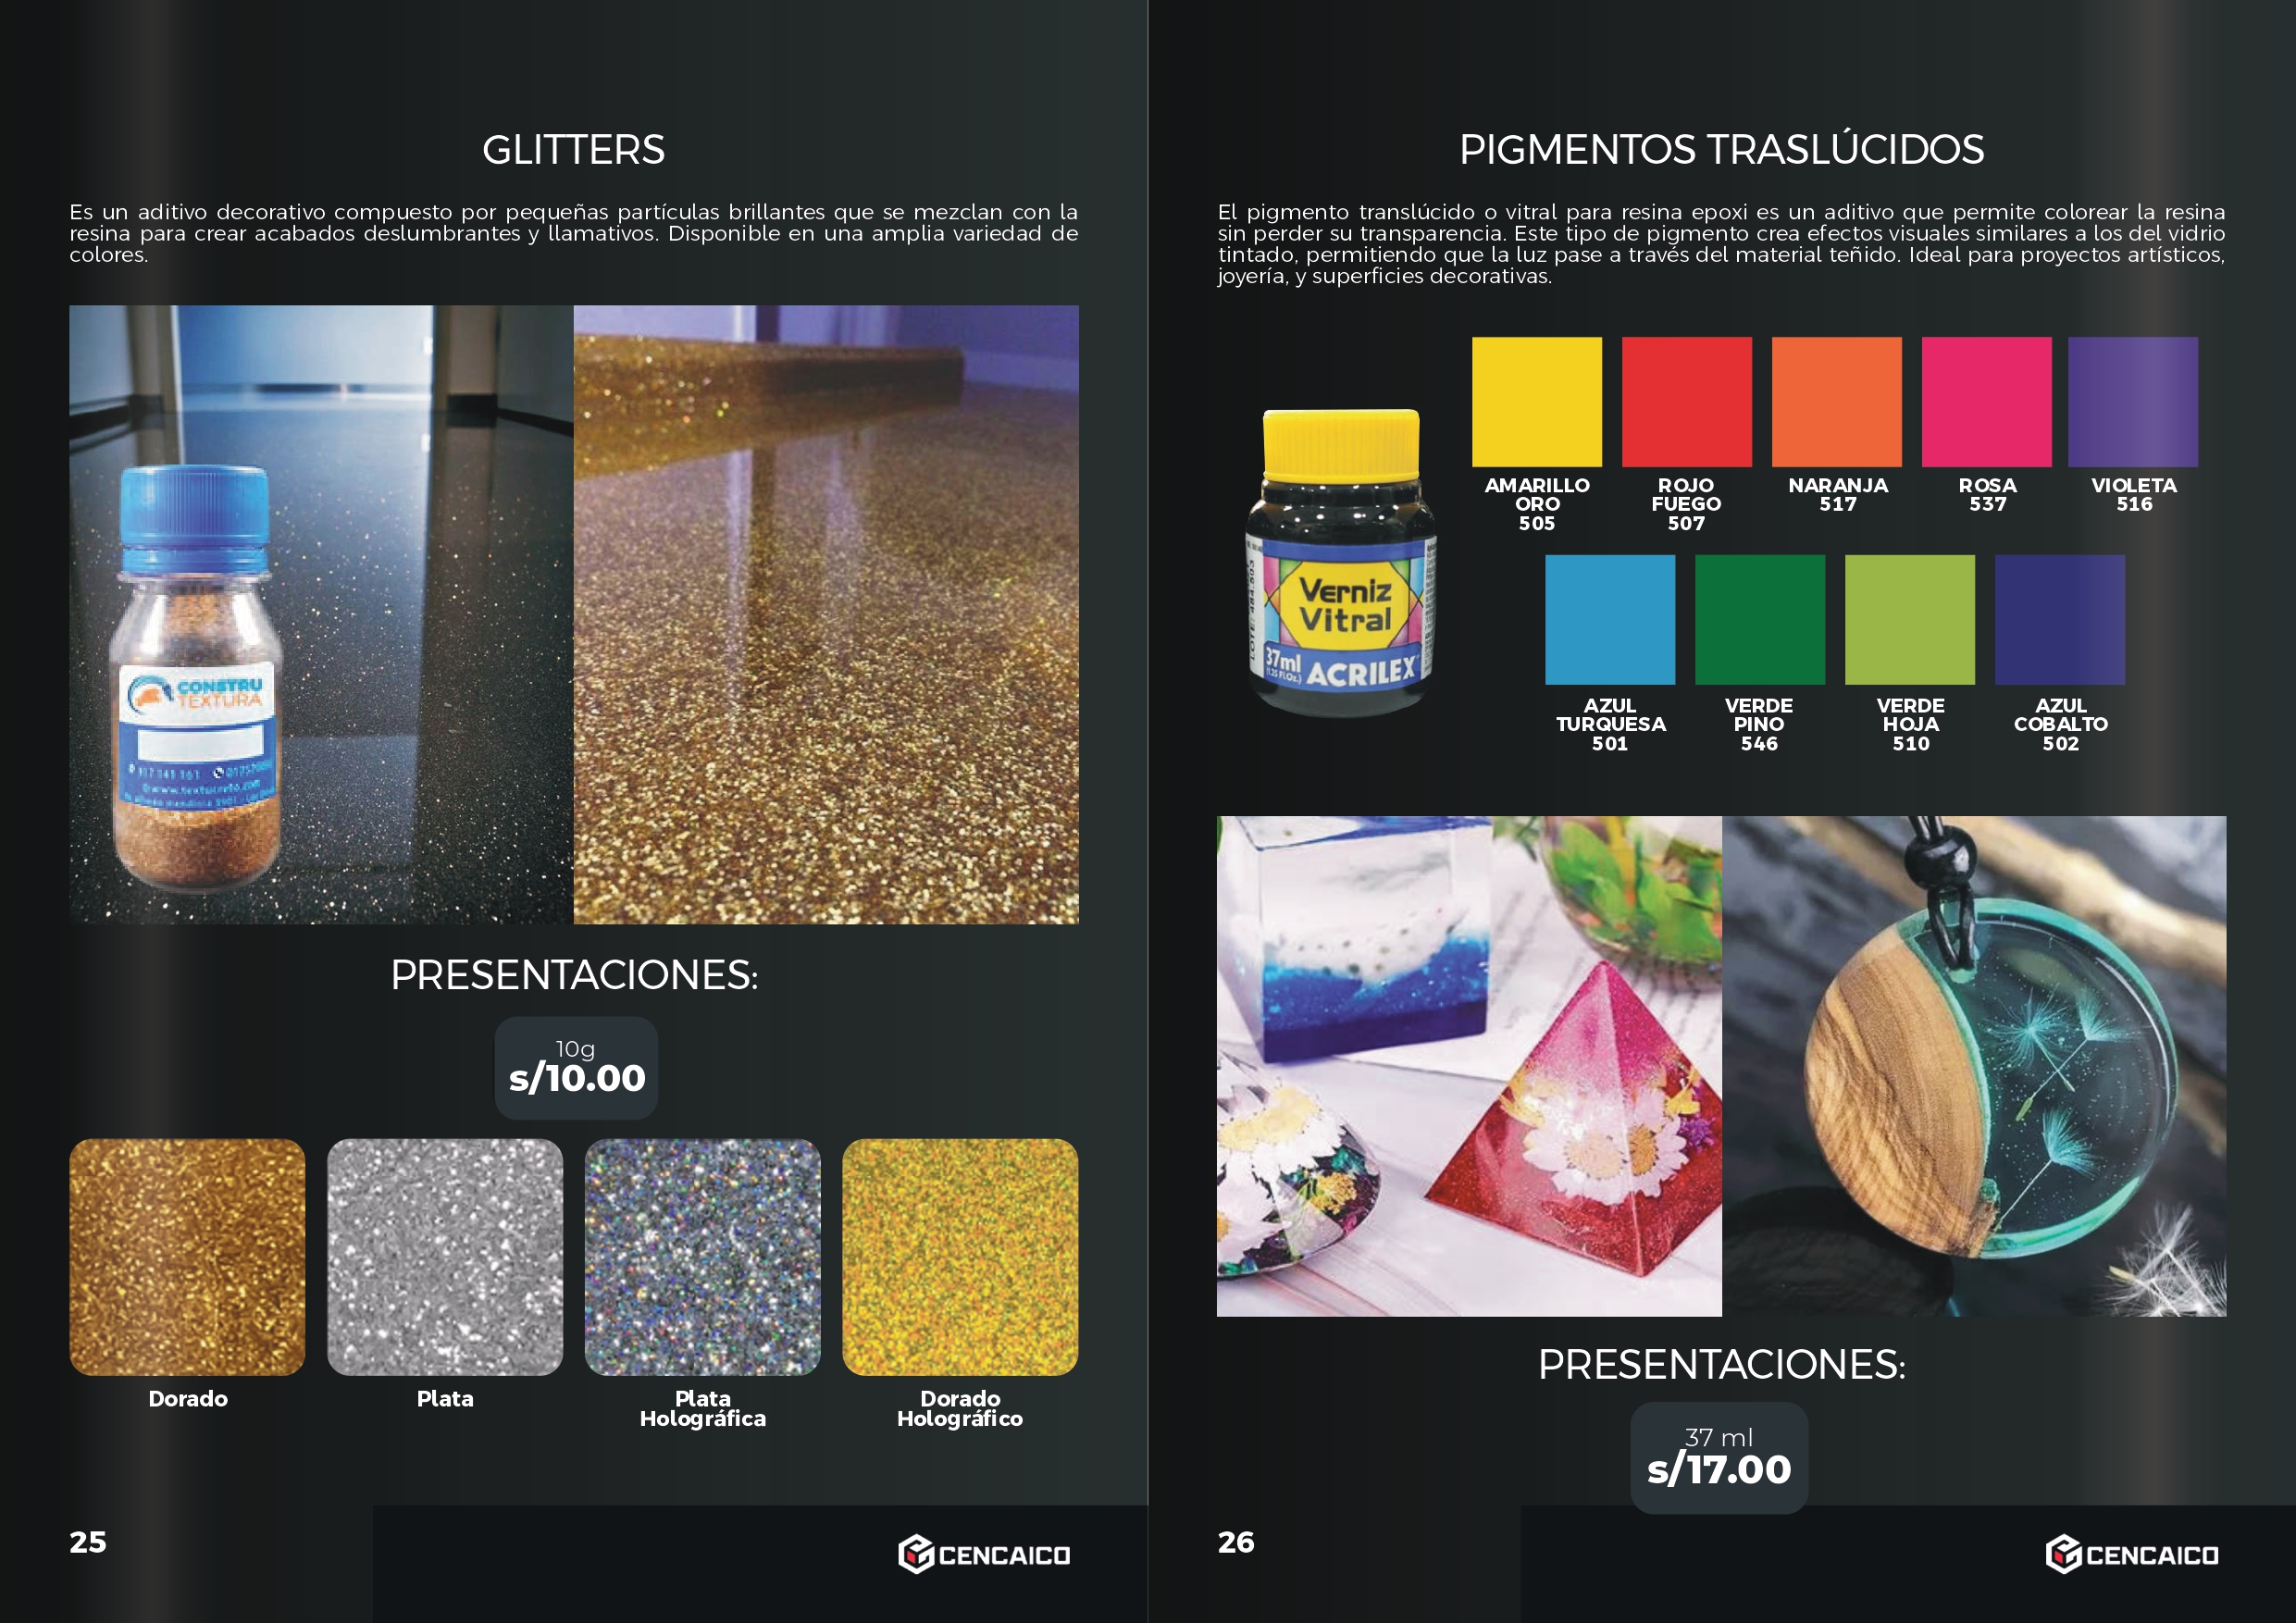 GLITTERS
Es un aditivo decorativo compuesto por pequeñas partículas brillantes que se mezclan con la
resina para crear acabados deslumbrantes y llamativos. Disponible en una amplia variedad de
colores.
CONSTRU
TEXTURA
PRESENTACIONES:
10g
s/10.00
Dorado
Plata
Plata
Holográfica
Dorado
Holográfico
25
CENCAICO
PIGMENTOS TRASLÚCIDOS
El pigmento translúcido o vitral para resina epoxi es un aditivo que permite colorear la resina
sin perder su transparencia. Este tipo de pigmento crea efectos visuales similares a los del vidrio
tintado, permitiendo que la luz pase a través del material teñido. Ideal para proyectos artísticos,
joyería, y superficies decorativas.
Verniz
Vitral
37ml
ACRILEX
AMARILLO
ORO
505
ROJO
FUEGO
507
NARANJA
517
ROSA
537
VIOLETA
516
AZUL
TURQUESA
501
VERDE
PINO
546
VERDE
HOJA
510
AZUL
COBALTO
502
PRESENTACIONES:
37 ml
s/17.00
26
CENCAICO